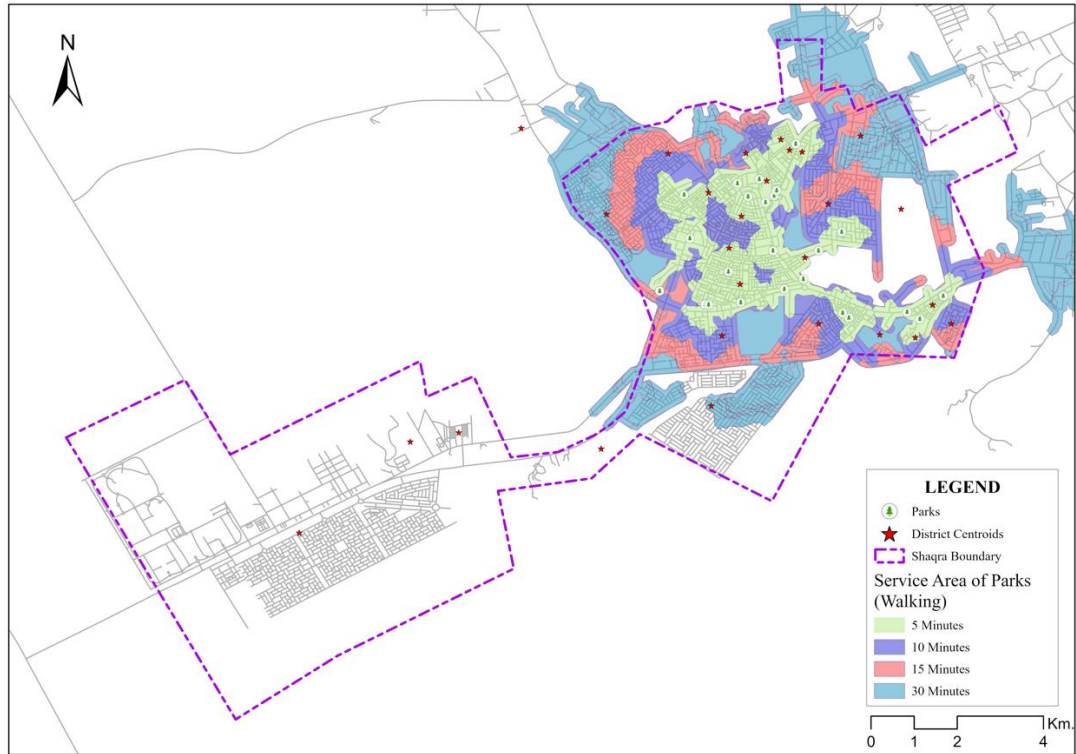 N
LEGEND
Parks
District Centroids
Shaqra Boundary
Service Area of Parks
(Walking)
5 Minutes
10 Minutes
15 Minutes
30 Minutes
Km.
0 1 2 4